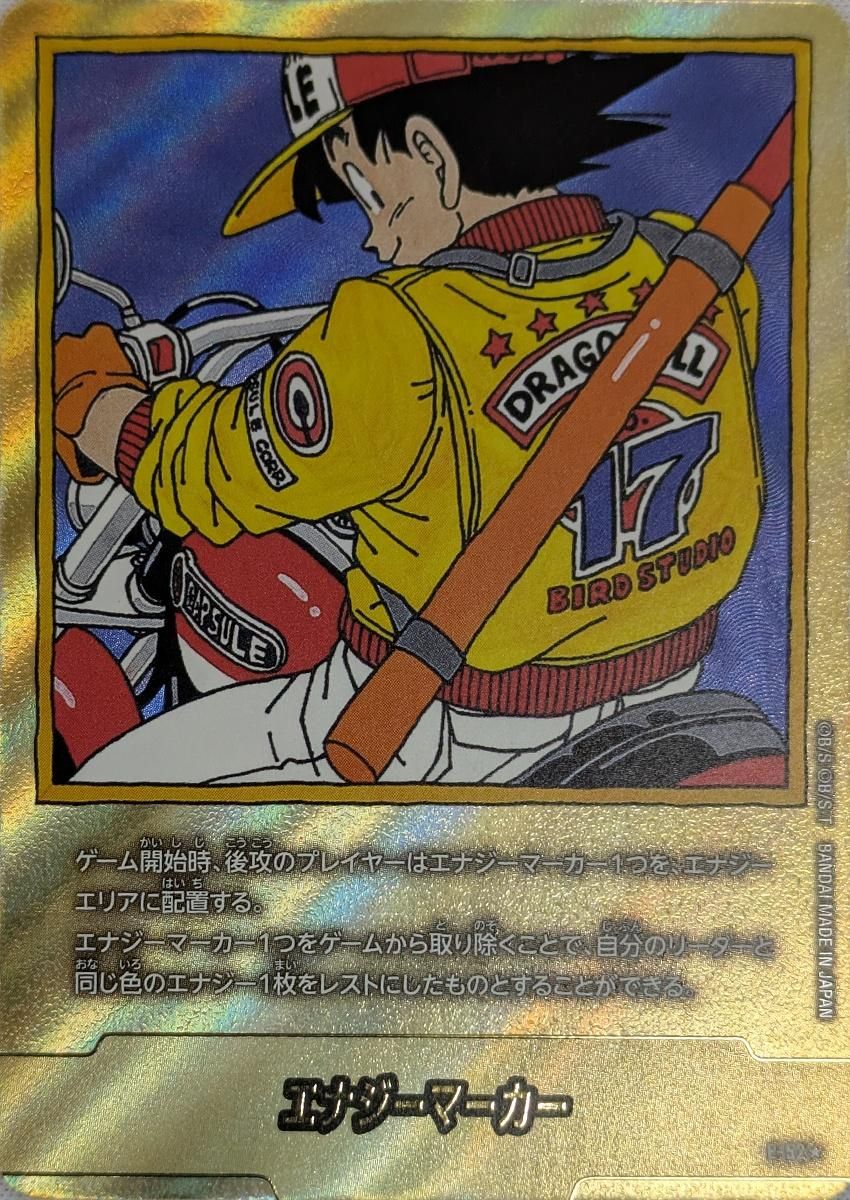 LE
DRAGO LL
17
BIRD STUDIO
CAPSULE
ゲーム開始時、後攻のプレイヤーはエナジーマーカー1つを、エナジー
エリアに配置する。
エナジーマーカー1つをゲームから取り除くことで、自分のリーダーと
同じ色のエナジー1枚をレストにしたものとすることができる。
©B/S ©B/S,T BANDAI MADE IN JAPAN
エナジーマーカー